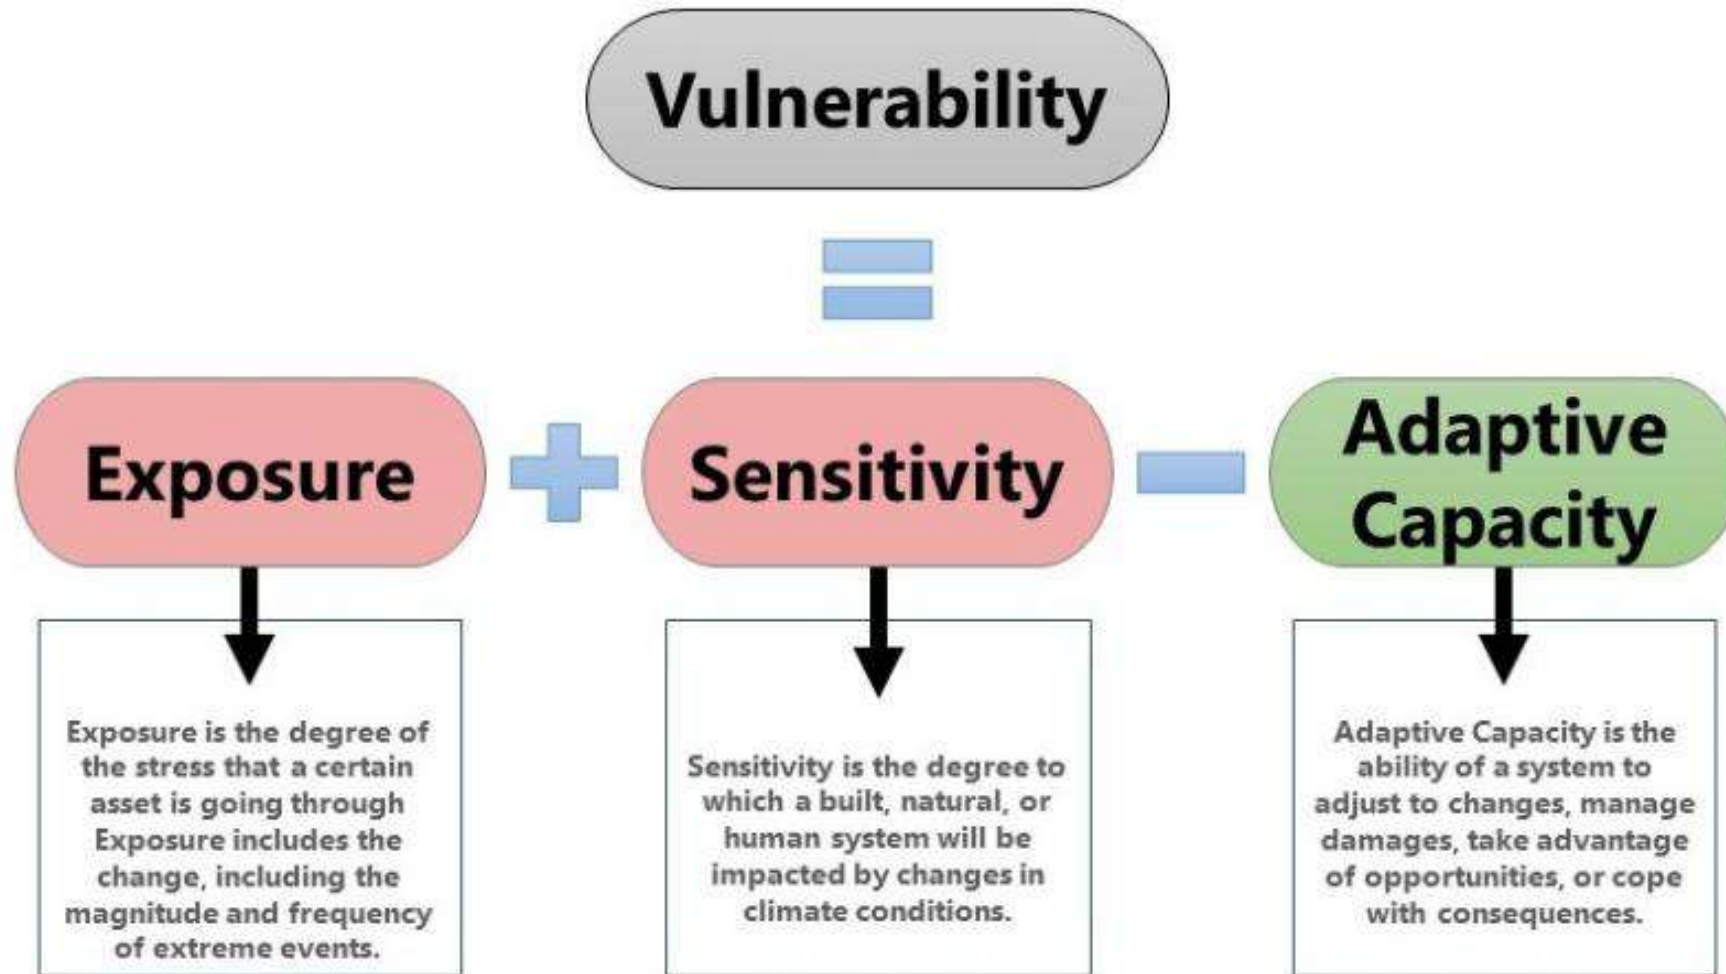 Vulnerability
Exposure
Sensitivity
Adaptive
Capacity
Exposure is the degree of
the stress that a certain
asset is going through
Exposure includes the
change, including the
magnitude and frequency
of extreme events.
Sensitivity is the degree to
which a built, natural, or
human system will be
impacted by changes in
climate conditions.
Adaptive Capacity is the
ability of a system to
adjust to changes, manage
damages, take advantage
of opportunities, or cope
with consequences.